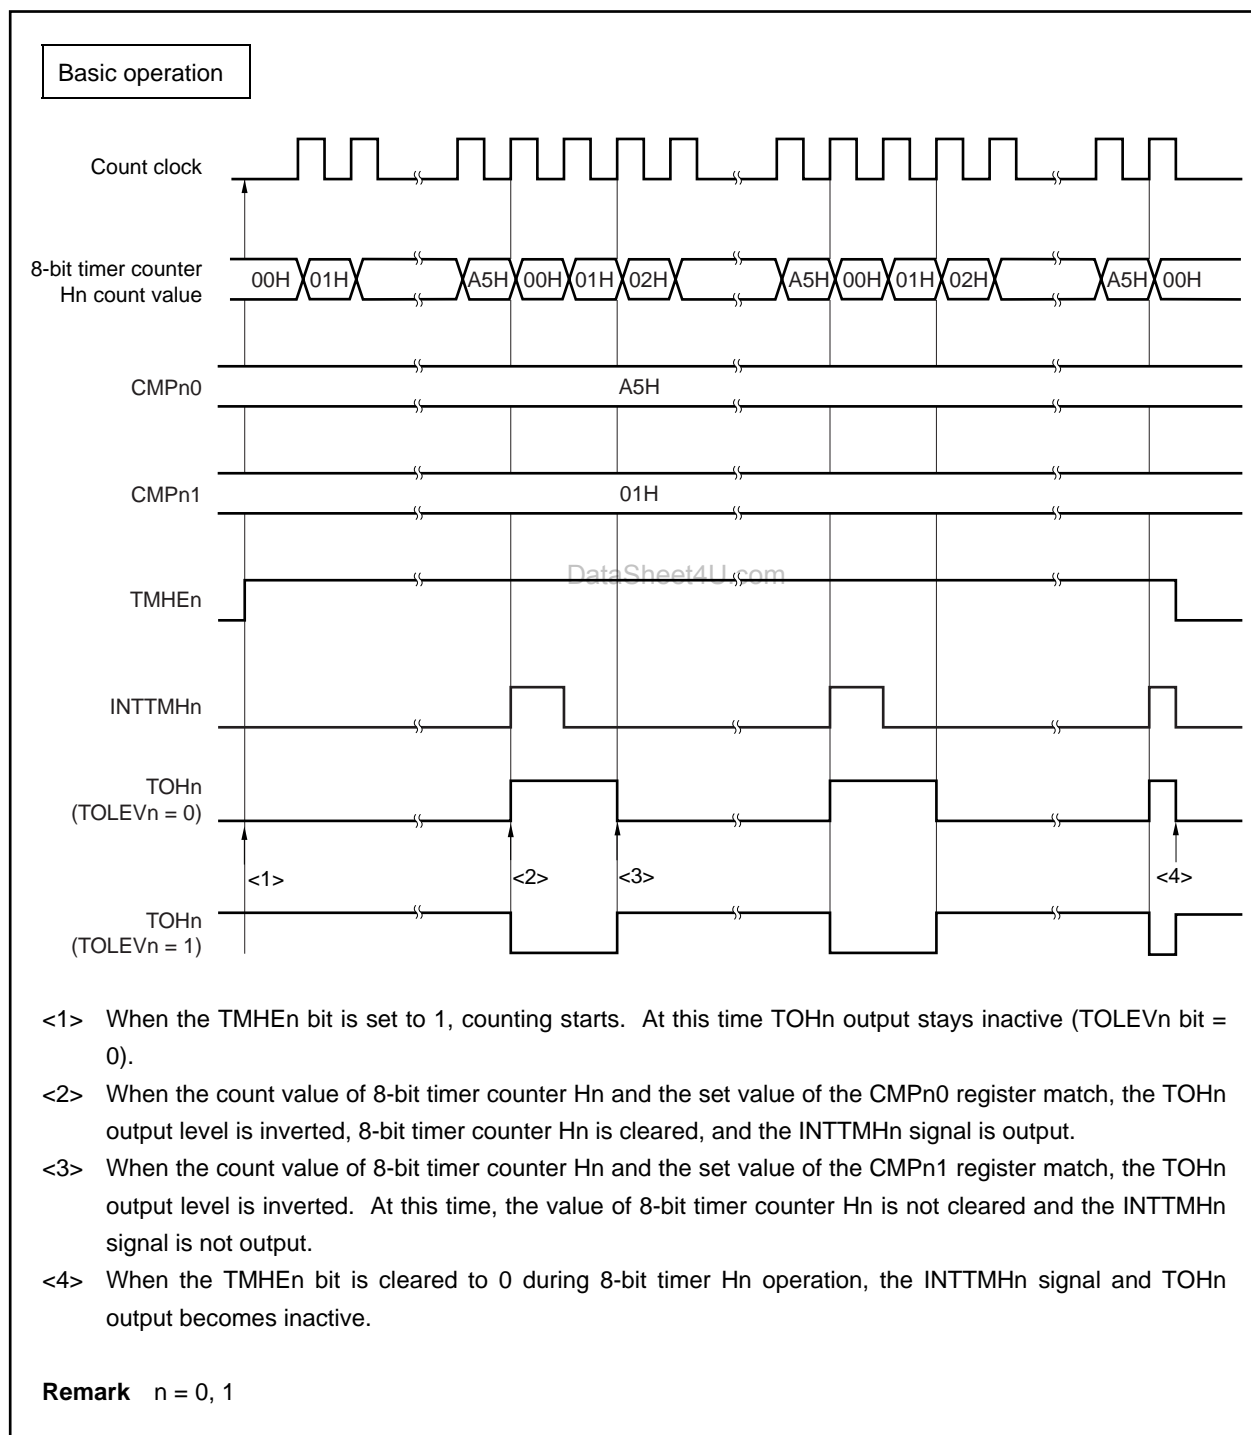 Basic operation
Count clock
8-bit timer counter
Hn count value
00H 01H A5H 00H 01H 02H A5H 00H 01H 02H A5H 00H
CMPn0
A5H
CMPn1
01H
DataSheet4U.com
TMHEn
INTTMHn
TOHn
(TOLEVn = 0)
<1> <2> <3> <4>
TOHn
(TOLEVn = 1)
<1> When the TMHEn bit is set to 1, counting starts. At this time TOHn output stays inactive (TOLEVn bit =
0).
<2> When the count value of 8-bit timer counter Hn and the set value of the CMPn0 register match, the TOHn
output level is inverted, 8-bit timer counter Hn is cleared, and the INTTMHn signal is output.
<3> When the count value of 8-bit timer counter Hn and the set value of the CMPn1 register match, the TOHn
output level is inverted. At this time, the value of 8-bit timer counter Hn is not cleared and the INTTMHn
signal is not output.
<4> When the TMHEn bit is cleared to 0 during 8-bit timer Hn operation, the INTTMHn signal and TOHn
output becomes inactive.
Remark n = 0, 1